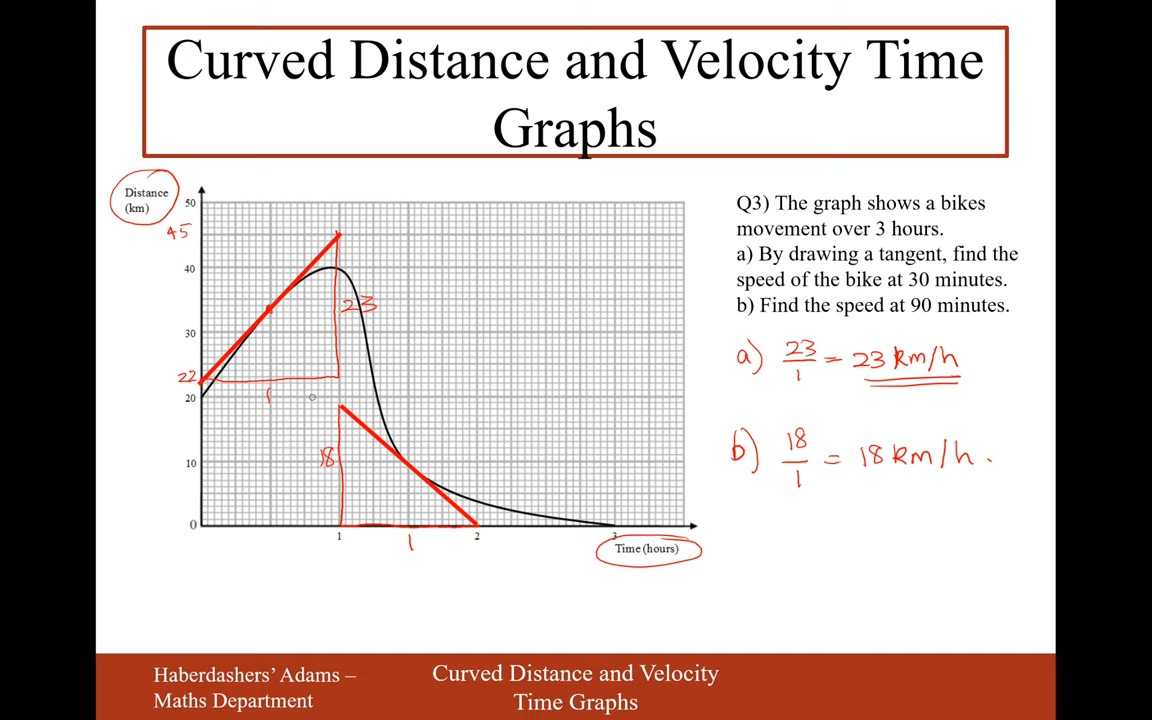 Curved Distance and Velocity Time
Graphs
Distance
(km)
50
45
40
30
22
20
10
0
23
1
18
1
1
2
3
Time (hours)
Q3) The graph shows a bikes
movement over 3 hours.
a) By drawing a tangent, find the
speed of the bike at 30 minutes.
b) Find the speed at 90 minutes.
a) 23/1 = 23 km/h
b) 18/1 = 18 km/h.
Haberdashers' Adams –
Maths Department
Curved Distance and Velocity
Time Graphs